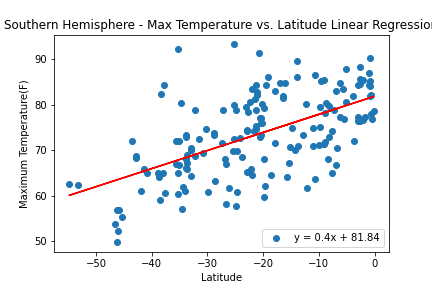 Southern Hemisphere - Max Temperature vs. Latitude Linear Regression
Maximum Temperature(F)
90
80
70
60
50
y = 0.4x + 81.84
−50
−40
−30
−20
−10
0
Latitude